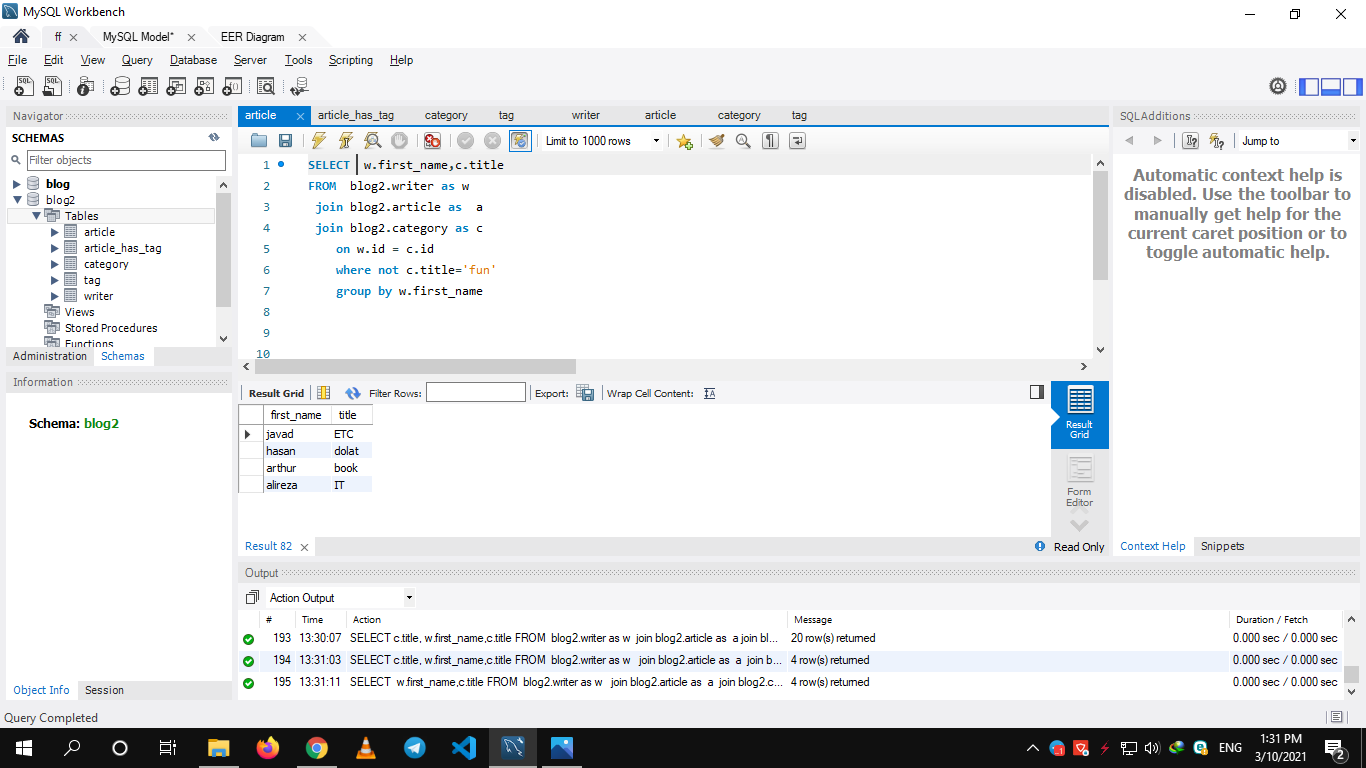 MySQL Workbench
ff MySQL Model* EER Diagram
File Edit View Query Database Server Tools Scripting Help
Navigator
SCHEMAS
Filter objects
blog
blog2
Tables
article
article_has_tag
category
tag
writer
Views
Stored Procedures
Functions
Administration Schemas
Information
Schema: blog2
Object Info Session
article article_has_tag category tag writer article category tag
Limit to 1000 rows
1 SELECT w.first_name,c.title
2 FROM blog2.writer as w
3 join blog2.article as a
4 join blog2.category as c
5 on w.id = c.id
6 where not c.title='fun'
7 group by w.first_name
8
9
10
Result Grid Filter Rows: Export: Wrap Cell Content:
first_name title
javad ETC
hasan dolat
arthur book
alireza IT
Result Grid
Form Editor
Result 82 Read Only
SQLAdditions
Jump to
Automatic context help is
disabled. Use the toolbar to
manually get help for the
current caret position or to
toggle automatic help.
Context Help Snippets
Output
Action Output
# Time Action Message Duration / Fetch
193 13:30:07 SELECT c.title, w.first_name,c.title FROM blog2.writer as w join blog2.article as a join bl... 20 row(s) returned 0.000 sec / 0.000 sec
194 13:31:03 SELECT c.title, w.first_name,c.title FROM blog2.writer as w join blog2.article as a join b... 4 row(s) returned 0.000 sec / 0.000 sec
195 13:31:11 SELECT w.first_name,c.title FROM blog2.writer as w join blog2.article as a join blog2.c... 4 row(s) returned 0.000 sec / 0.000 sec
Query Completed
ENG
1:31 PM
3/10/2021
2